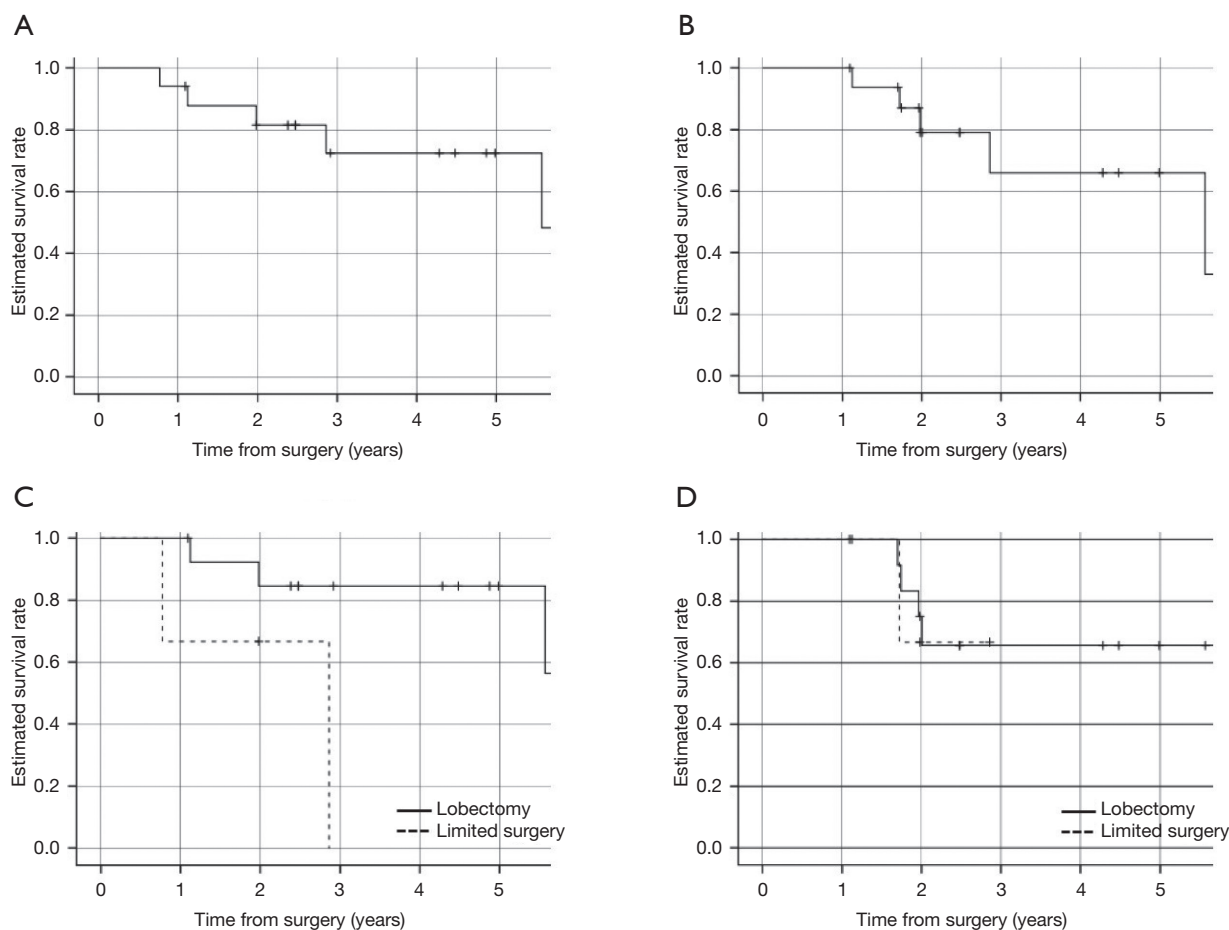 A
Estimated survival rate
1.0
0.8
0.6
0.4
0.2
0.0
0 1 2 3 4 5
Time from surgery (years)
B
Estimated survival rate
1.0
0.8
0.6
0.4
0.2
0.0
0 1 2 3 4 5
Time from surgery (years)
C
Estimated survival rate
1.0
0.8
0.6
0.4
0.2
0.0
Lobectomy
Limited surgery
0 1 2 3 4 5
Time from surgery (years)
D
Estimated survival rate
1.0
0.8
0.6
0.4
0.2
0.0
Lobectomy
Limited surgery
0 1 2 3 4 5
Time from surgery (years)